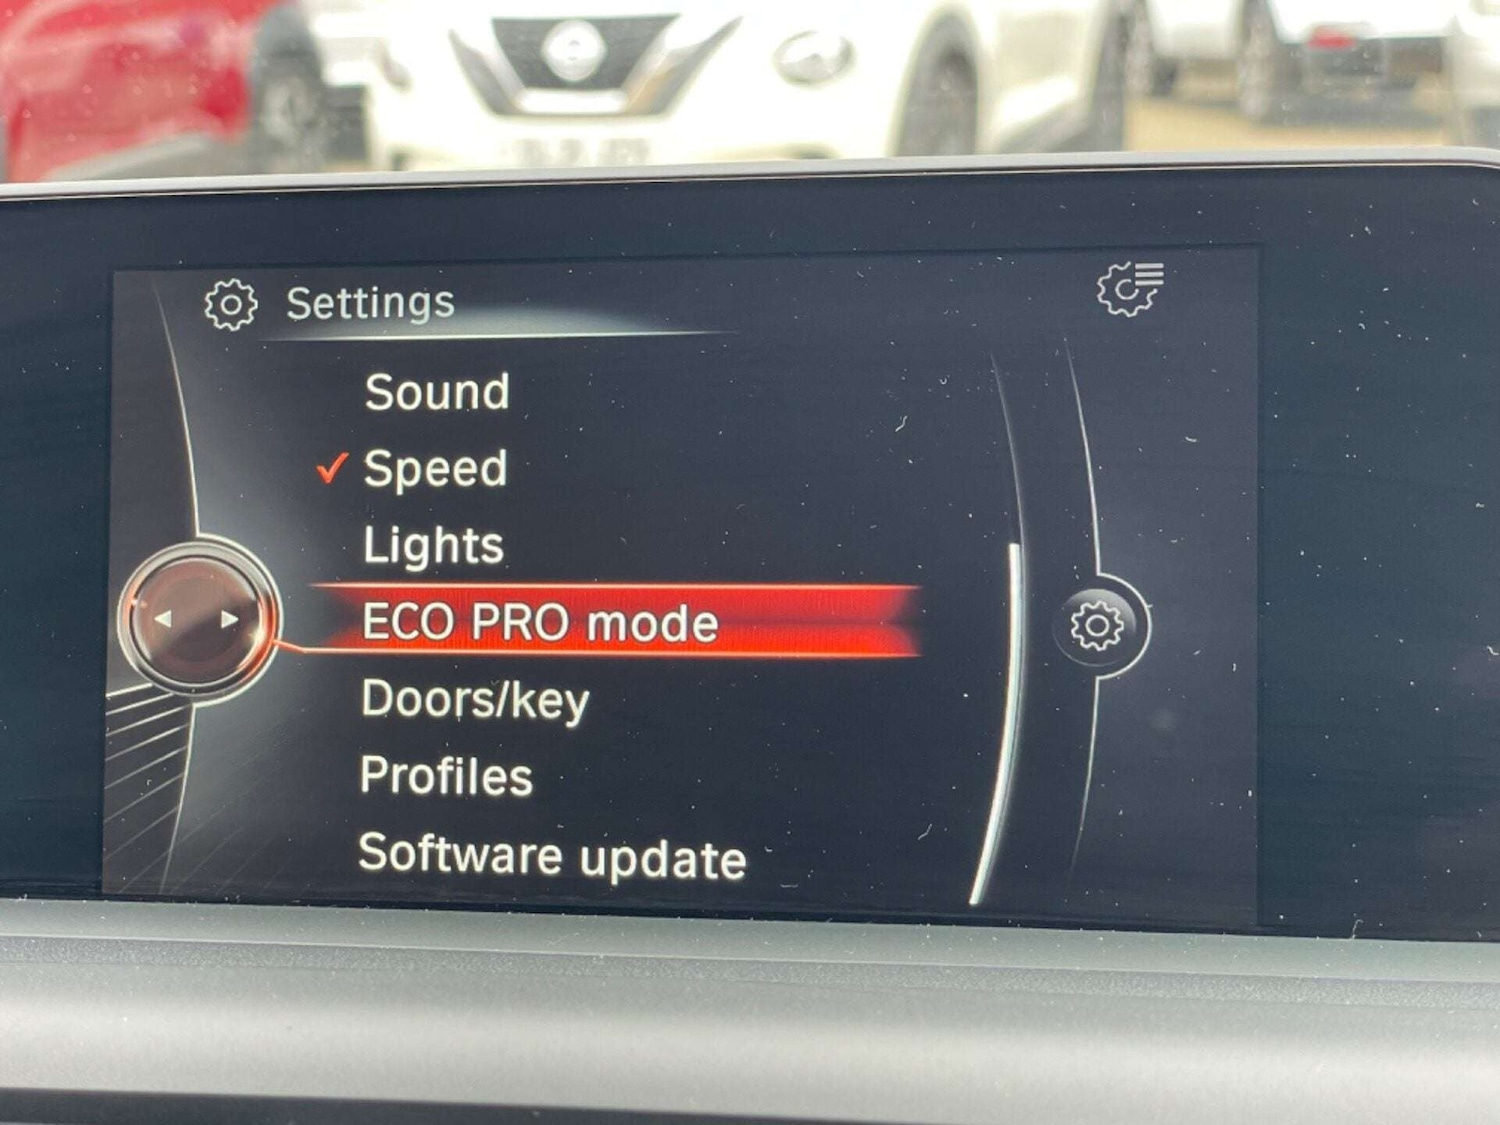 Settings
Sound
✓ Speed
Lights
ECO PRO mode
Doors/key
Profiles
Software update